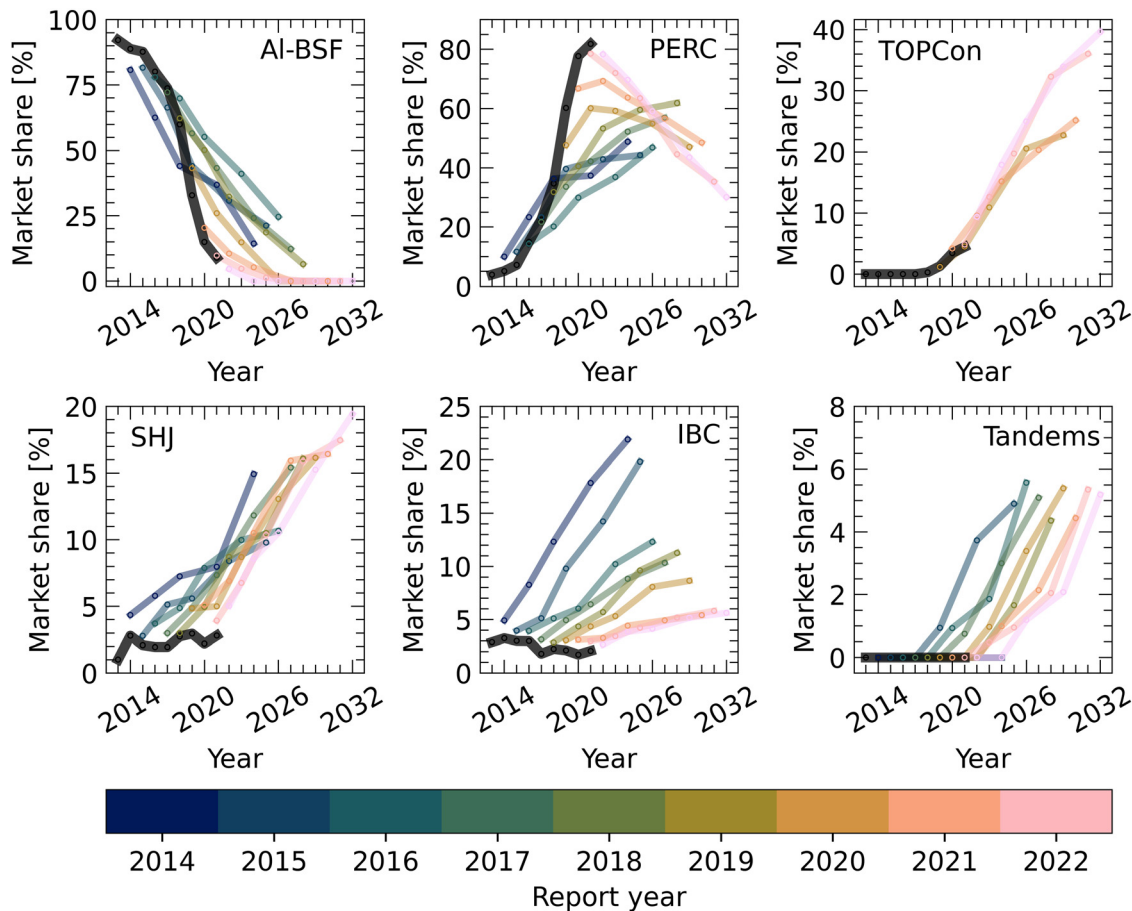 Al-BSF
Market share [%]
100
75
50
25
0
2014 2020 2026 2032
Year
PERC
Market share [%]
80
60
40
20
0
2014 2020 2026 2032
Year
TOPCon
Market share [%]
40
30
20
10
0
2014 2020 2026 2032
Year
SHJ
Market share [%]
20
15
10
5
0
2014 2020 2026 2032
Year
IBC
Market share [%]
25
20
15
10
5
0
2014 2020 2026 2032
Year
Tandems
Market share [%]
8
6
4
2
0
2014 2020 2026 2032
Year
2014 2015 2016 2017 2018 2019 2020 2021 2022
Report year